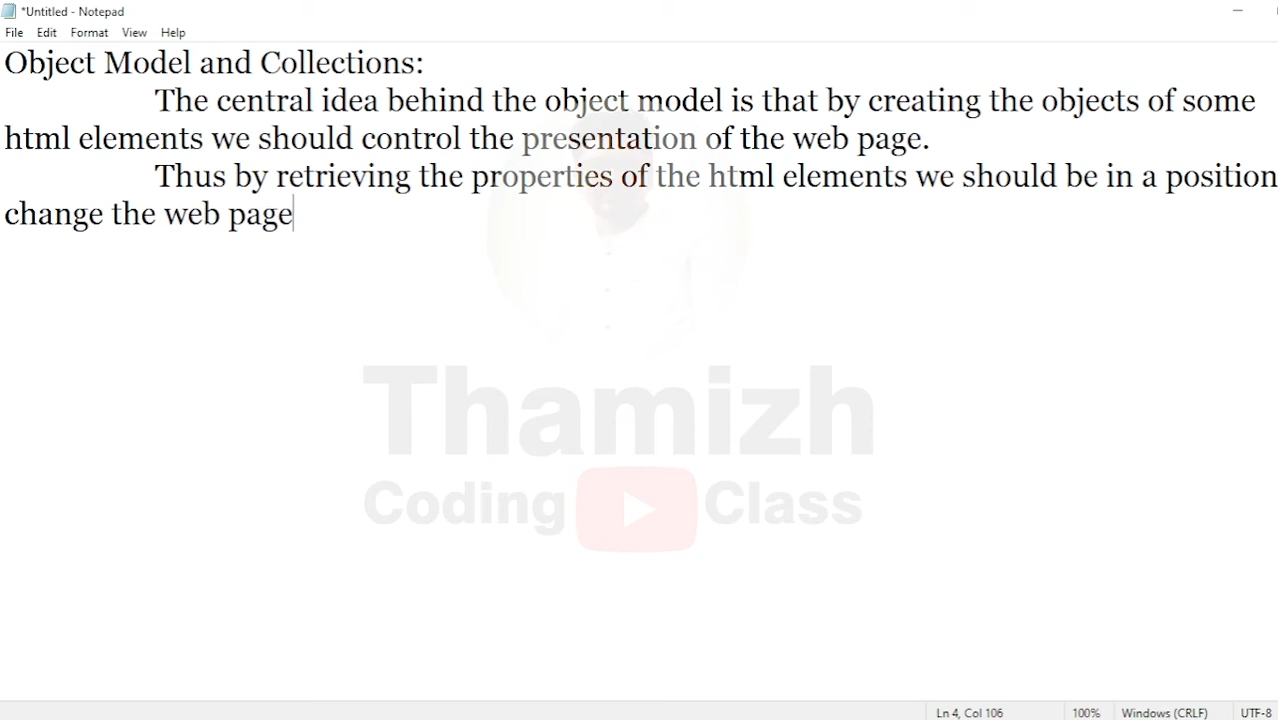 *Untitled - Notepad
File Edit Format View Help
Object Model and Collections:
The central idea behind the object model is that by creating the objects of some
html elements we should control the presentation of the web page.
Thus by retrieving the properties of the html elements we should be in a position
change the web page
Thamizh
Coding Class
Ln 4, Col 106 100% Windows (CRLF) UTF-8